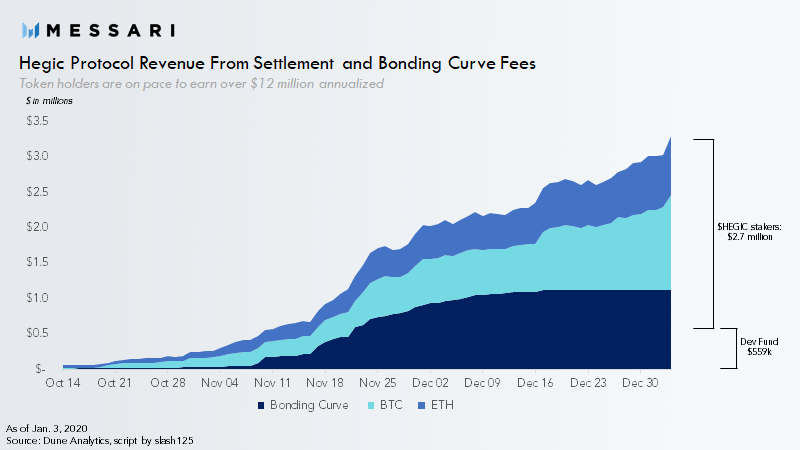 MESSARI
Hegic Protocol Revenue From Settlement and Bonding Curve Fees
Token holders are on pace to earn over $12 million annualized
$ in millions
$3.5
$3.0
$2.5
$2.0
$1.5
$1.0
$0.5
$-
Oct 14 Oct 21 Oct 28 Nov 04 Nov 11 Nov 18 Nov 25 Dec 02 Dec 09 Dec 16 Dec 23 Dec 30
$HEGIC stakers:
$2.7 million
Dev Fund
$559k
Bonding Curve BTC ETH
As of Jan. 3, 2020
Source: Dune Analytics, script by slash125